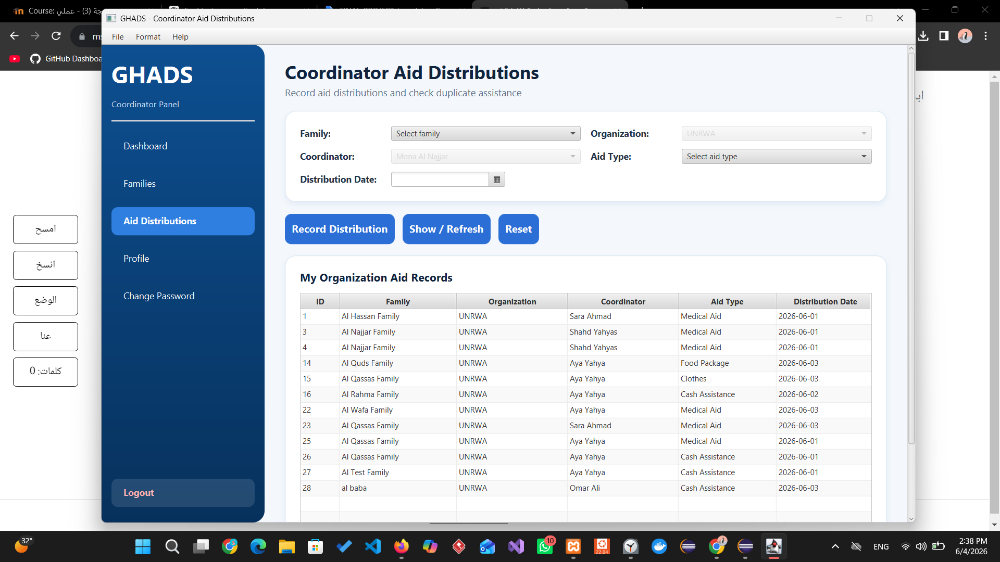 Course: عملي - (3)
GHADS - Coordinator Aid Distributions
File Format Help
GitHub Dashboa
GHADS
Coordinator Panel
Dashboard
Families
Aid Distributions
Profile
Change Password
Logout
Coordinator Aid Distributions
Record aid distributions and check duplicate assistance
Family: Select family Organization: UNRWA
Coordinator: Mona Al Najjar Aid Type: Select aid type
Distribution Date:
Record Distribution Show / Refresh Reset
My Organization Aid Records
ID Family Organization Coordinator Aid Type Distribution Date
1 Al Hassan Family UNRWA Sara Ahmad Medical Aid 2026-06-01
3 Al Najjar Family UNRWA Shahd Yahyas Medical Aid 2026-06-01
4 Al Najjar Family UNRWA Shahd Yahyas Medical Aid 2026-06-01
14 Al Quds Family UNRWA Aya Yahya Food Package 2026-06-03
15 Al Qassas Family UNRWA Aya Yahya Clothes 2026-06-03
16 Al Rahma Family UNRWA Aya Yahya Cash Assistance 2026-06-02
22 Al Wafa Family UNRWA Aya Yahya Medical Aid 2026-06-03
23 Al Qassas Family UNRWA Sara Ahmad Medical Aid 2026-06-03
25 Al Qassas Family UNRWA Aya Yahya Medical Aid 2026-06-01
26 Al Qassas Family UNRWA Aya Yahya Cash Assistance 2026-06-01
27 Al Test Family UNRWA Aya Yahya Cash Assistance 2026-06-01
28 al baba UNRWA Omar Ali Cash Assistance 2026-06-03
امسح
انسخ
الوضع
عنا
كلمات: 0
32°
10
22.04
ENG
2:38 PM
6/4/2026